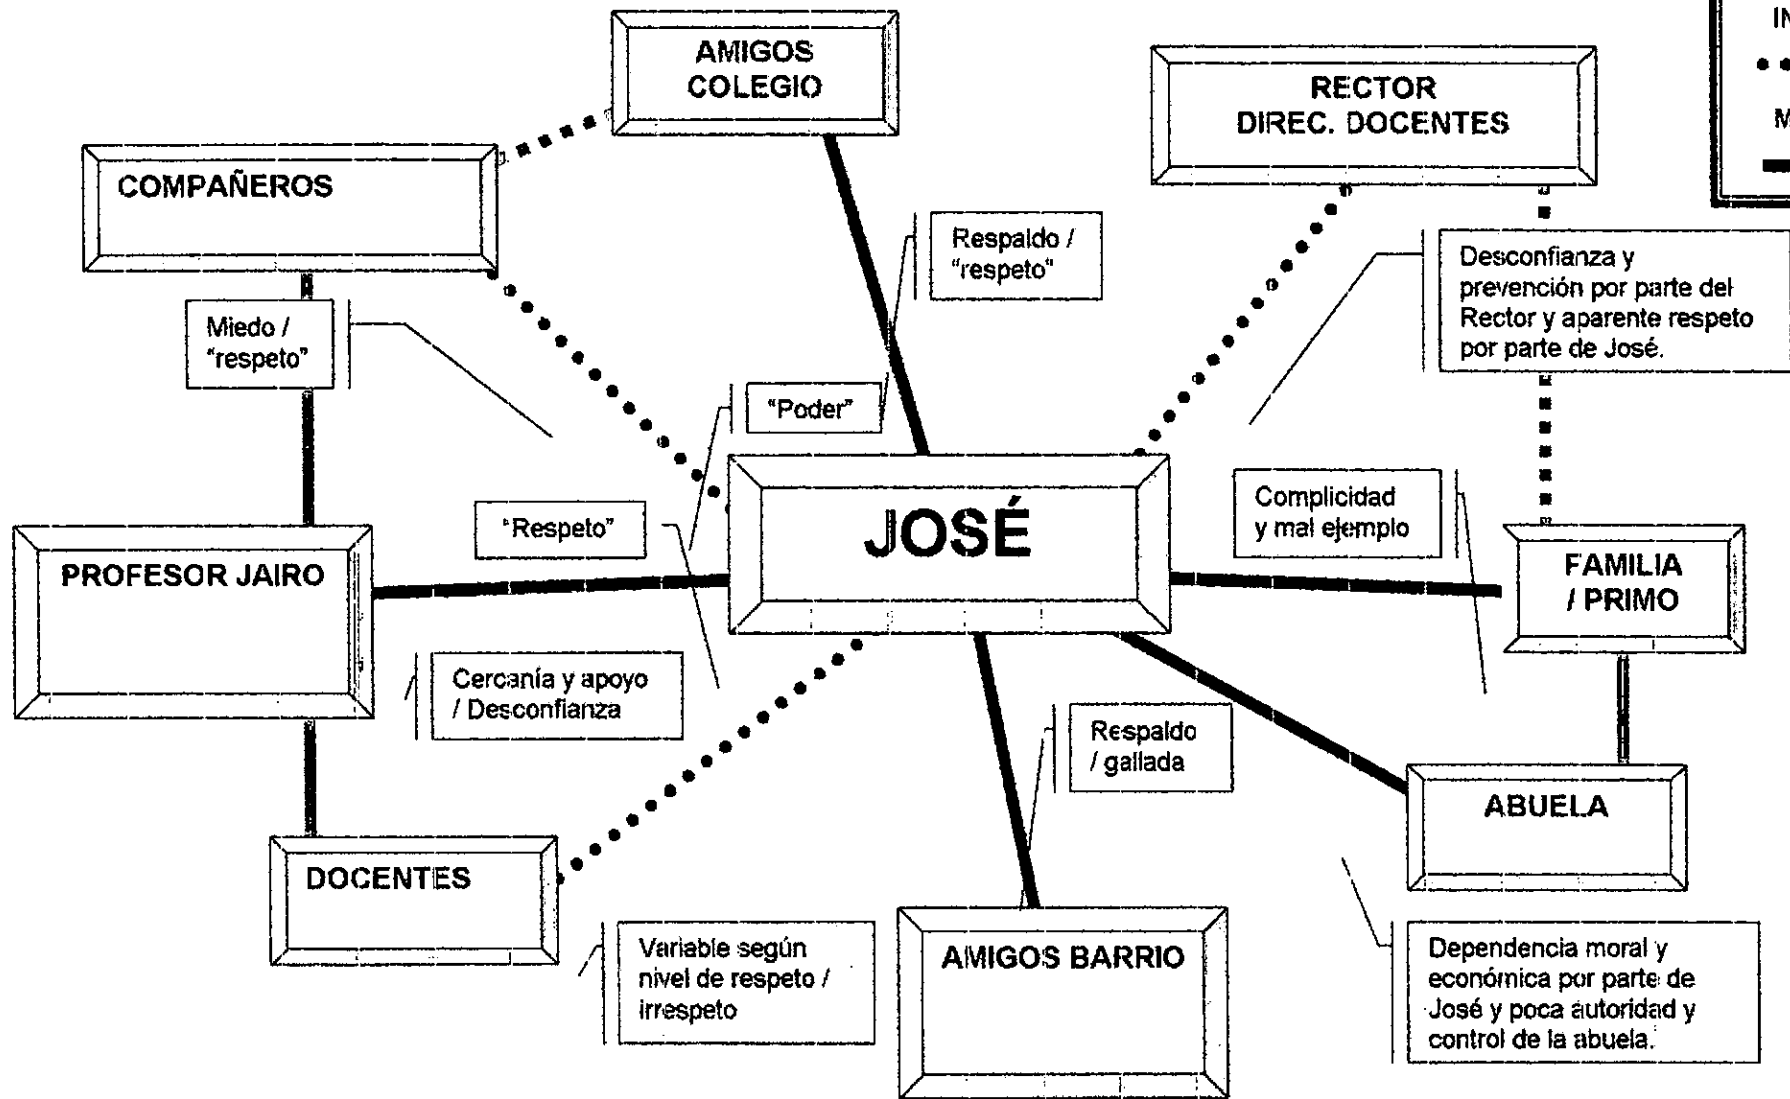 AMIGOS
COLEGIO
RECTOR
DIREC. DOCENTES
COMPAÑEROS
Respaldo /
"respeto"
Desconfianza y
prevención por parte del
Rector y aparente respeto
por parte de José.
Miedo /
"respeto"
"Poder"
JOSÉ
"Respeto"
Complicidad
y mal ejemplo
PROFESOR JAIRO
FAMILIA
/ PRIMO
Cercanía y apoyo
/ Desconfianza
Respaldo
/ gallada
ABUELA
DOCENTES
Variable según
nivel de respeto /
irrespeto
AMIGOS BARRIO
Dependencia moral y
económica por parte de
José y poca autoridad y
control de la abuela.